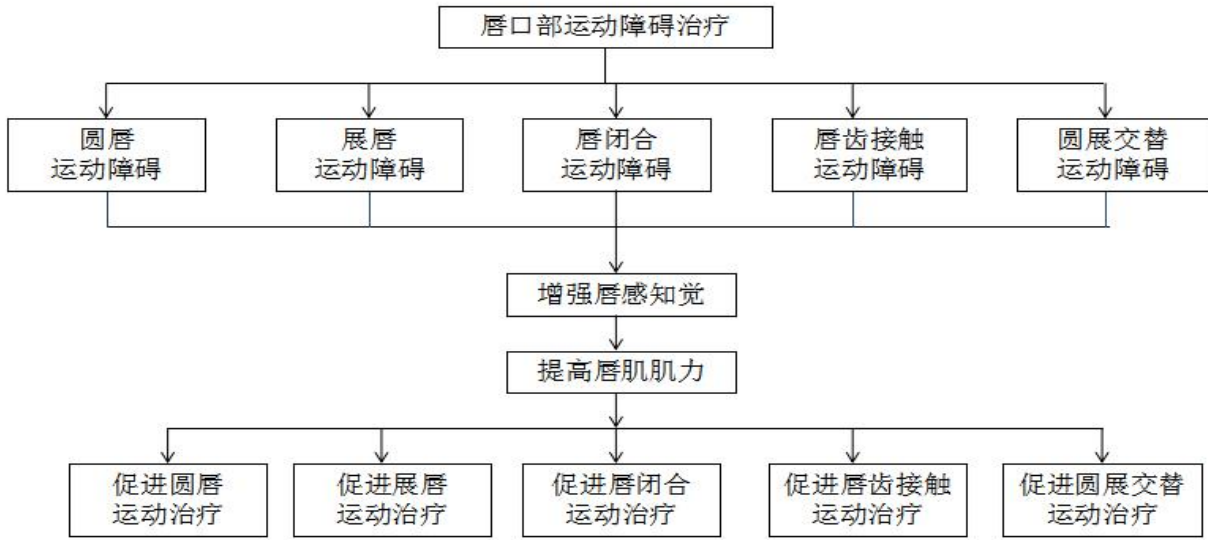 唇口部运动障碍治疗
圆唇
运动障碍
展唇
运动障碍
唇闭合
运动障碍
唇齿接触
运动障碍
圆展交替
运动障碍
增强唇感知觉
提高唇肌肌力
促进圆唇
运动治疗
促进展唇
运动治疗
促进唇闭合
运动治疗
促进唇齿接触
运动治疗
促进圆展交替
运动治疗